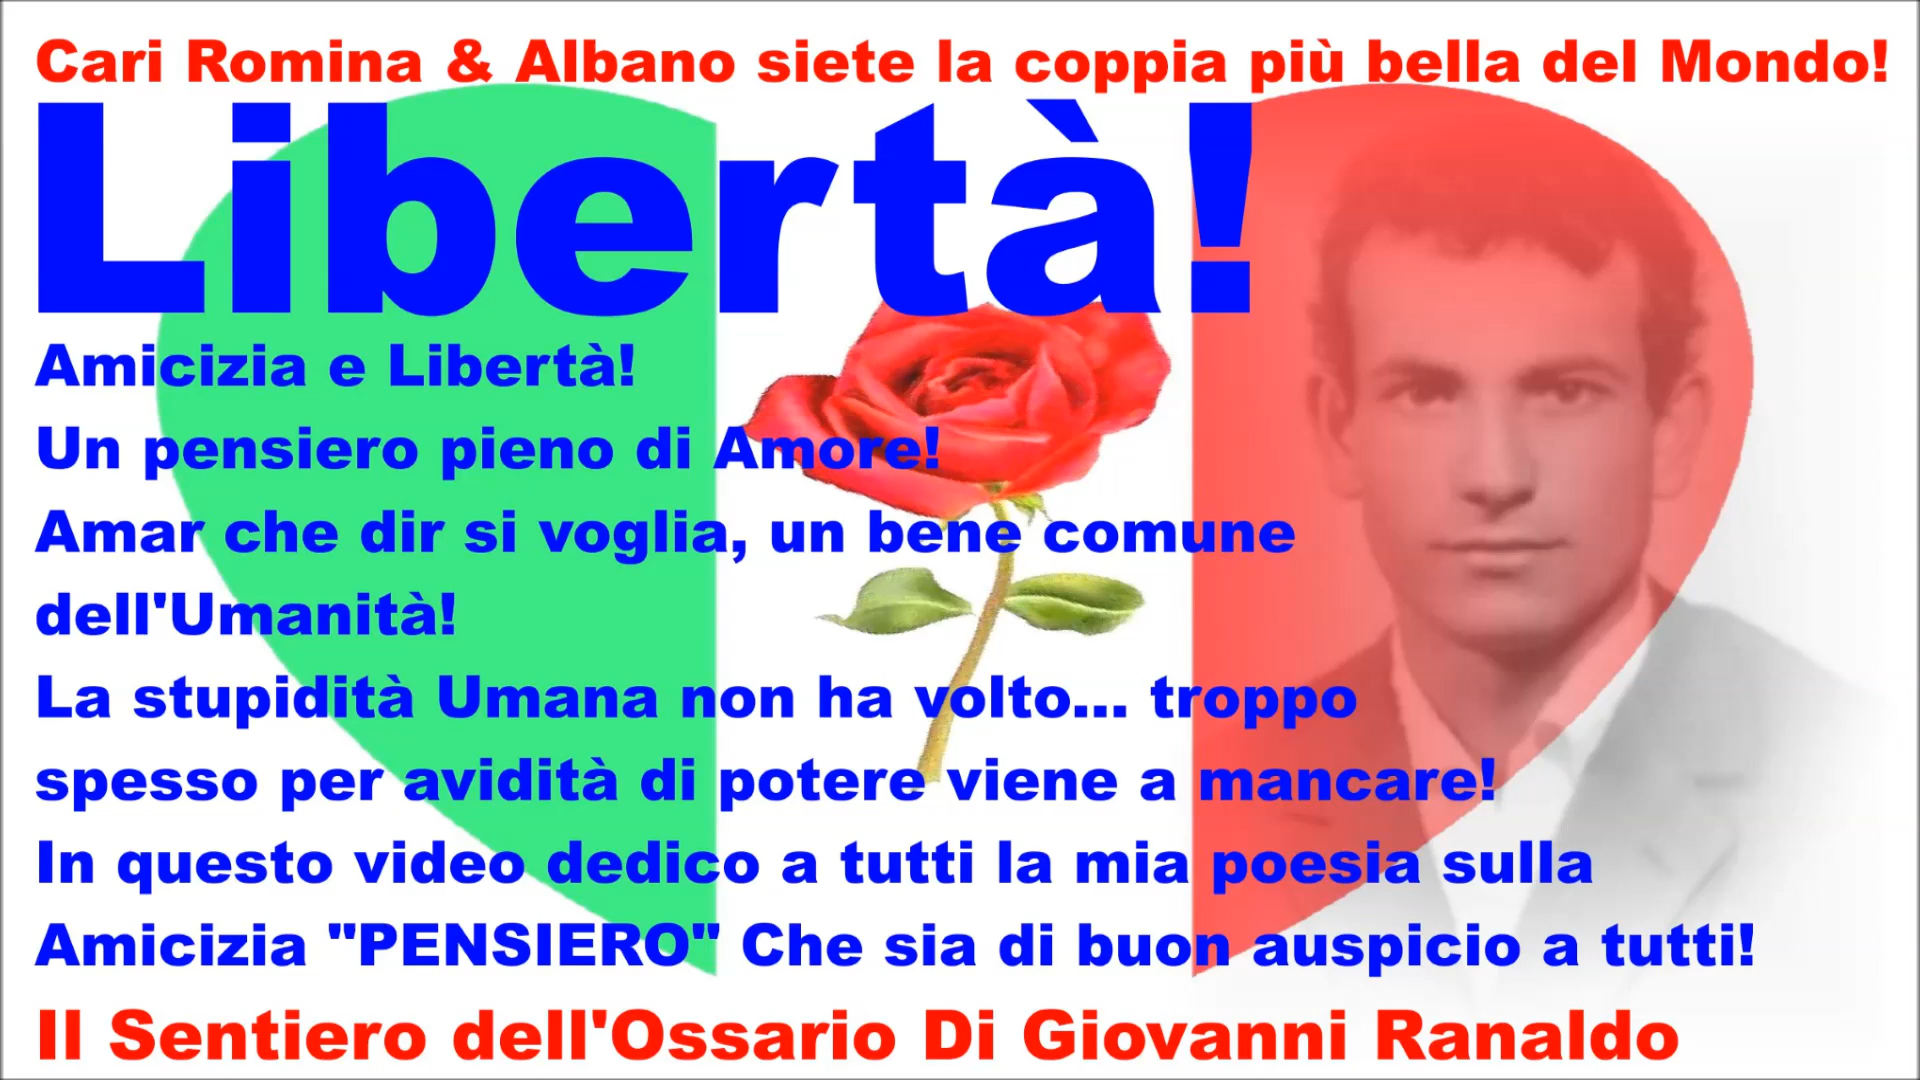 Cari Romina & Albano siete la coppia più bella del Mondo!
Libertà!
Amicizia e Libertà!
Un pensiero pieno di Amore!
Amar che dir si voglia, un bene comune
dell'Umanità!
La stupidità Umana non ha volto... troppo
spesso per avidità di potere viene a mancare!
In questo video dedico a tutti la mia poesia sulla
Amicizia "PENSIERO" Che sia di buon auspicio a tutti!
Il Sentiero dell'Ossario Di Giovanni Ranaldo